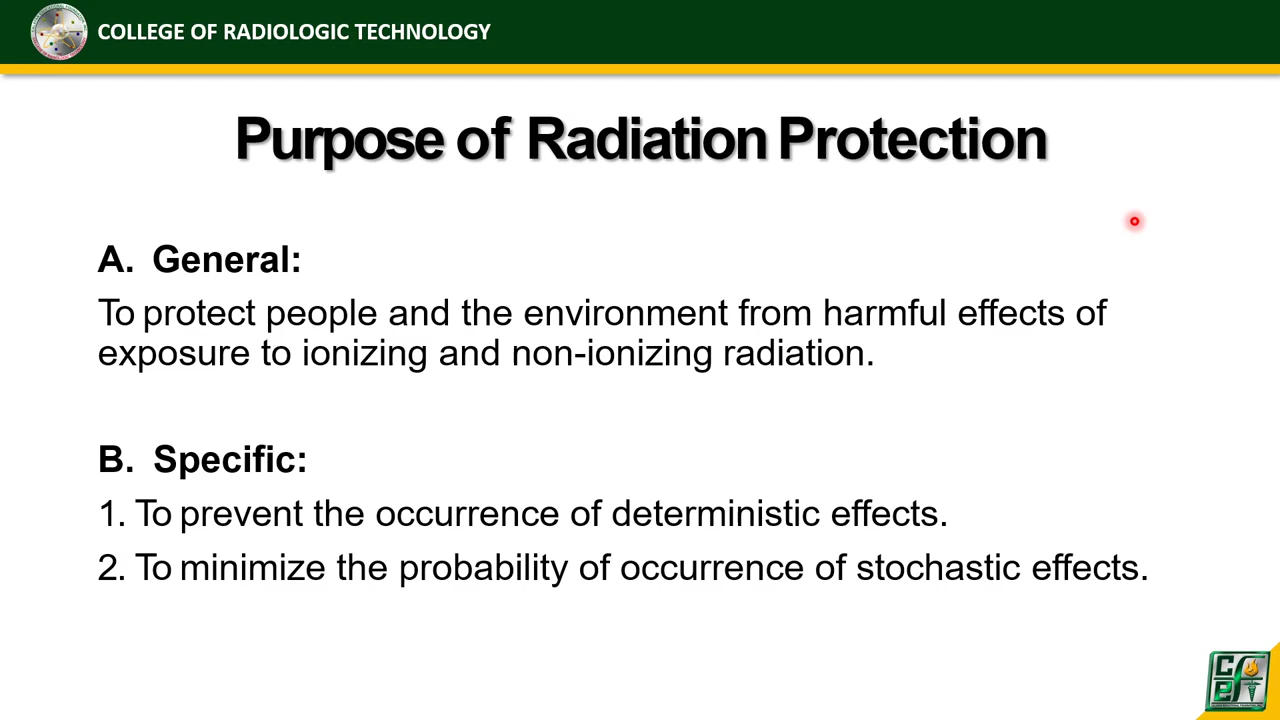 COLLEGE OF RADIOLOGIC TECHNOLOGY
Purpose of Radiation Protection
A. General:
To protect people and the environment from harmful effects of
exposure to ionizing and non-ionizing radiation.
B. Specific:
1. To prevent the occurrence of deterministic effects.
2. To minimize the probability of occurrence of stochastic effects.